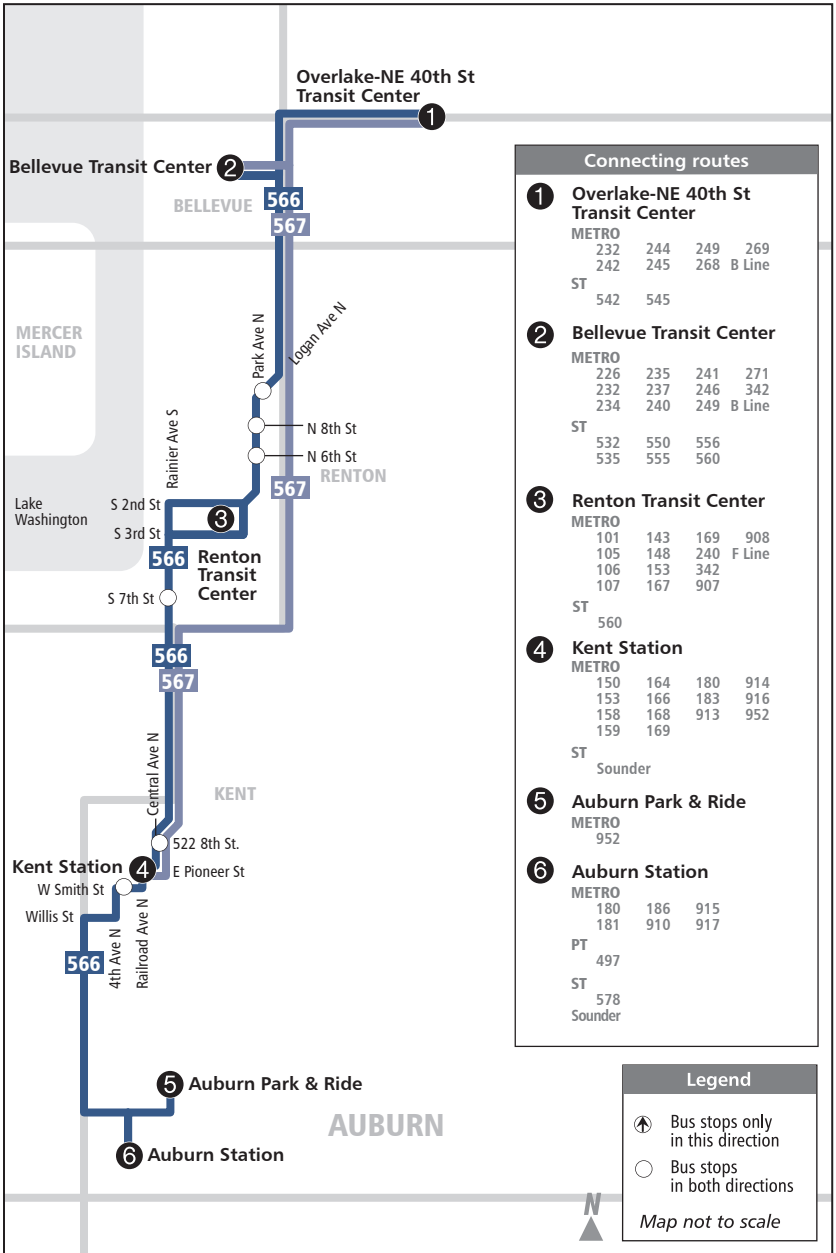 Overlake-NE 40th St
Transit Center
1
Bellevue Transit Center 2
BELLEVUE
566
567
MERCER
ISLAND
Park Ave N
Logan Ave N
Rainier Ave S
N 8th St
N 6th St
RENTON
567
Lake
Washington
S 2nd St
S 3rd St
3
566
Renton
Transit
Center
S 7th St
566
567
Central Ave N
KENT
522 8th St.
Kent Station 4
E Pioneer St
W Smith St
Willis St
4th Ave N
Railroad Ave N
566
5 Auburn Park & Ride
AUBURN
6 Auburn Station
Connecting routes
1 Overlake-NE 40th St
Transit Center
METRO
232 244 249 269
242 245 268 B Line
ST
542 545
2 Bellevue Transit Center
METRO
226 235 241 271
232 237 246 342
234 240 249 B Line
ST
532 550 556
535 555 560
3 Renton Transit Center
METRO
101 143 169 908
105 148 240 F Line
106 153 342
107 167 907
ST
560
4 Kent Station
METRO
150 164 180 914
153 166 183 916
158 168 913 952
159 169
ST
Sounder
5 Auburn Park & Ride
METRO
952
6 Auburn Station
METRO
180 186 915
181 910 917
PT
497
ST
578
Sounder
Legend
Bus stops only
in this direction
Bus stops
in both directions
Map not to scale
N